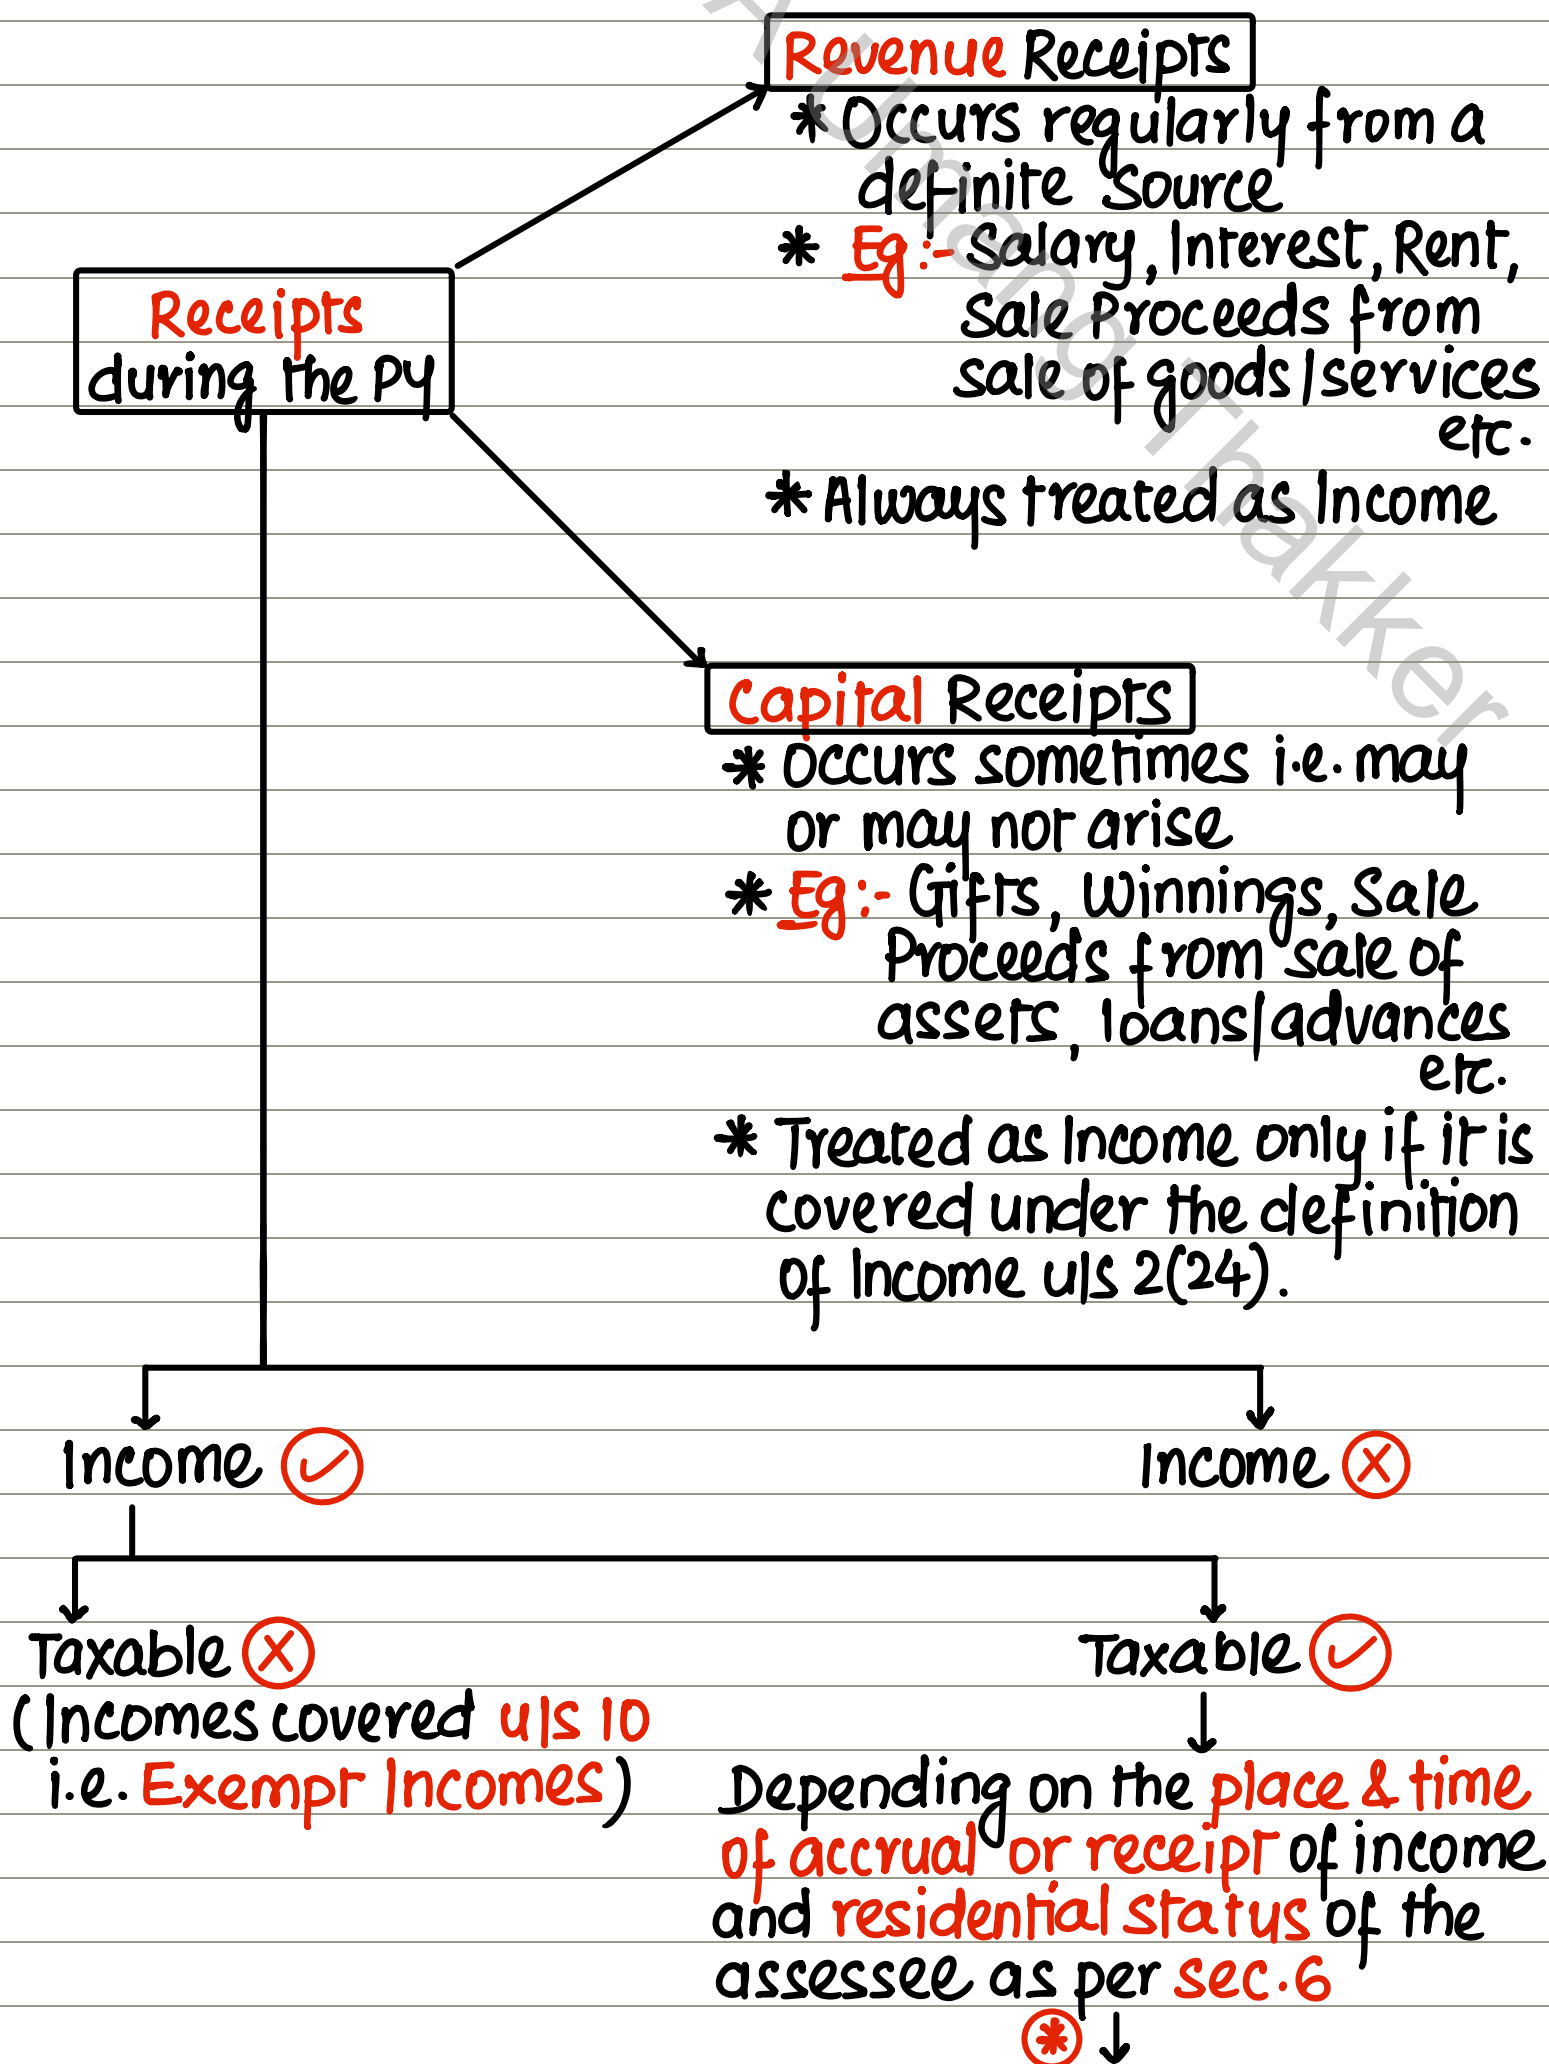 Revenue Receipts
* Occurs regularly from a
definite source
* Eg:- Salary, Interest, Rent,
Sale Proceeds from
sale of goods/services
etc.
* Always treated as Income
Receipts
during the PY
Capital Receipts
* Occurs sometimes i.e. may
or may not arise
* Eg:- Gifts, Winnings, Sale
Proceeds from sale of
assets, loans/advances
etc.
* Treated as Income only if it is
covered under the definition
of Income u/s 2(24).
Income ✓
Income X
Taxable X
(Incomes covered u/s 10
i.e. Exempt Incomes)
Taxable ✓
Depending on the place & time
of accrual or receipt of income
and residential status of the
assessee as per sec.6
*
A Umang Thakker